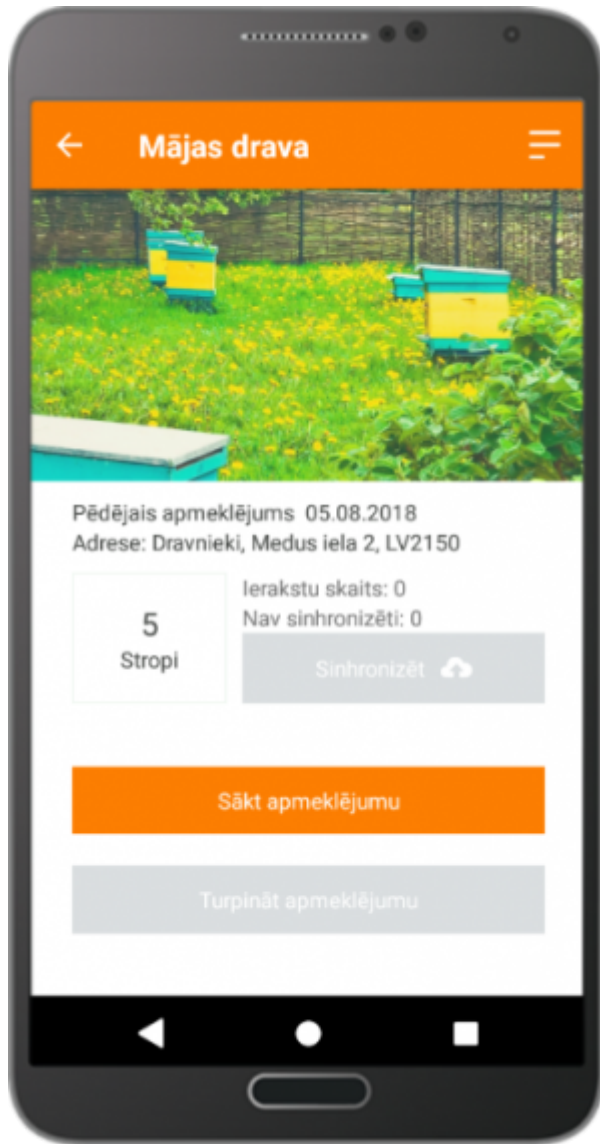 Mājas drava
Pēdējais apmeklējums 05.08.2018
Adrese: Dravnieki, Medus iela 2, LV2150
5
Stropi
Ierakstu skaits: 0
Nav sinhronizēti: 0
Sinhronizēt
Sākt apmeklējumu
Turpināt apmeklējumu